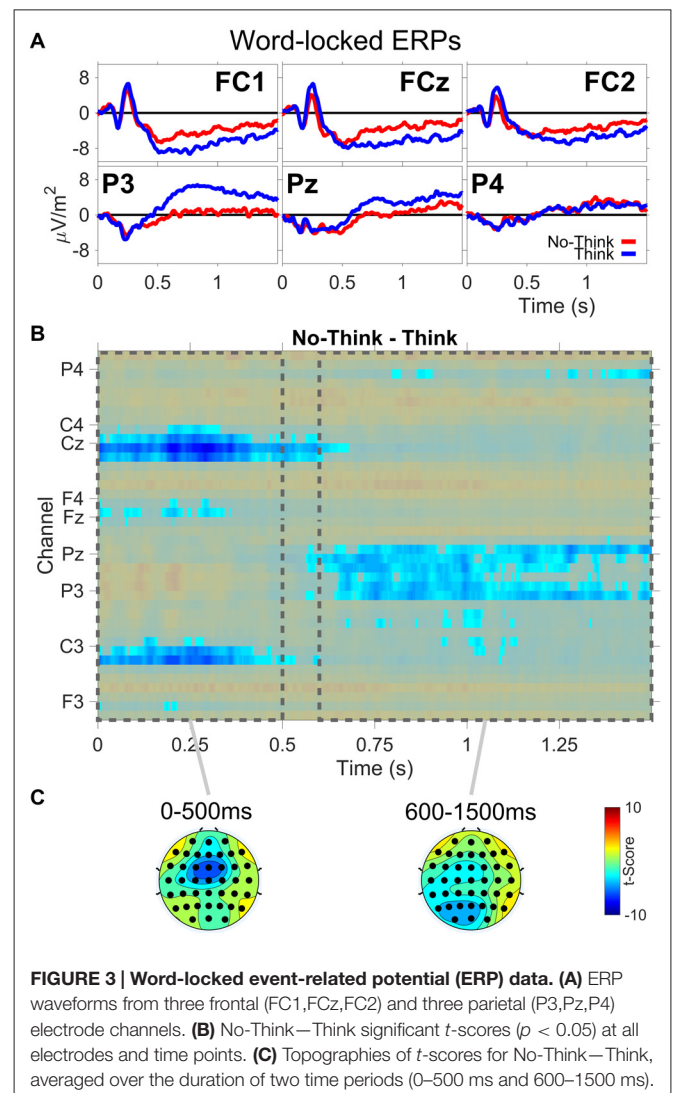 A
Word-locked ERPs
8
0
-8
FC1
FCz
FC2
8
0
-8
μV/m²
P3
Pz
P4
No-Think
Think
0 0.5 1 0 0.5 1 0 0.5 1
Time (s)
B
No-Think - Think
Channel
P4
C4
Cz
F4
Fz
Pz
P3
C3
F3
0 0.25 0.5 0.75 1 1.25
Time (s)
C
0-500ms
600-1500ms
10
t-Score
-10
FIGURE 3 | Word-locked event-related potential (ERP) data. (A) ERP
waveforms from three frontal (FC1,FCz,FC2) and three parietal (P3,Pz,P4)
electrode channels. (B) No-Think—Think significant t-scores (p < 0.05) at all
electrodes and time points. (C) Topographies of t-scores for No-Think—Think,
averaged over the duration of two time periods (0–500 ms and 600–1500 ms).